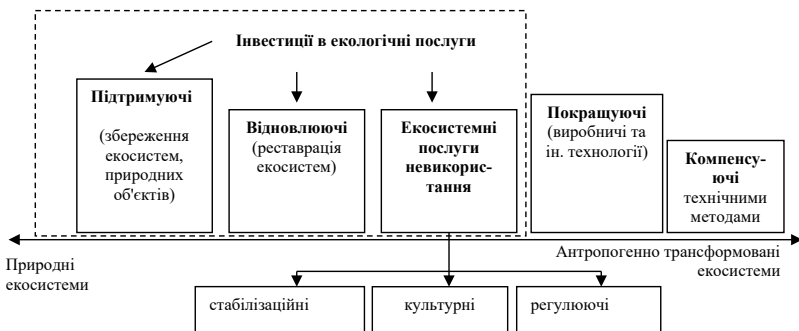 Інвестиції в екологічні послуги
Підтримуючі
(збереження
екосистем,
природних
об'єктів)
Відновлюючі
(реставрація
екосистем)
Екосистемні
послуги
невикорис-
тання
Покращуючі
(виробничі та
ін. технології)
Компенсу-
ючі
технічними
методами
Природні
екосистеми
Антропогенно трансформовані
екосистеми
стабілізаційні
культурні
регулюючі